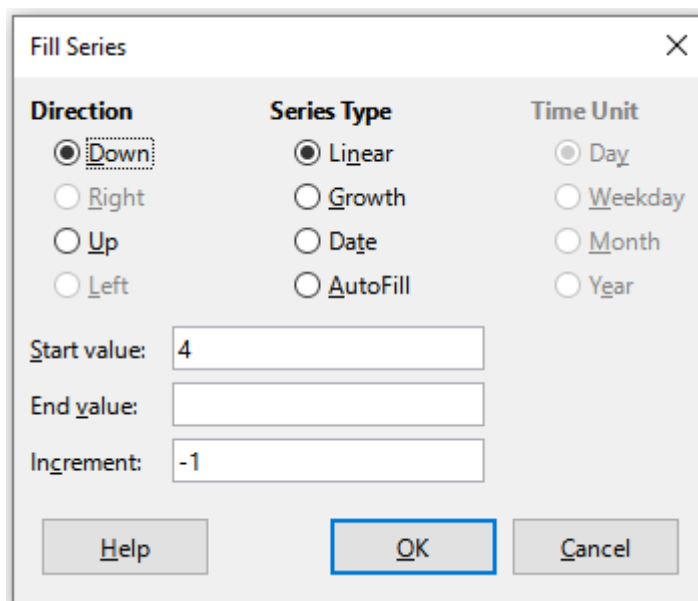 Fill Series
Direction Series Type Time Unit
Down Linear Day
Right Growth Weekday
Up Date Month
Left AutoFill Year
Start value: 4
End value:
Increment: -1
Help OK Cancel